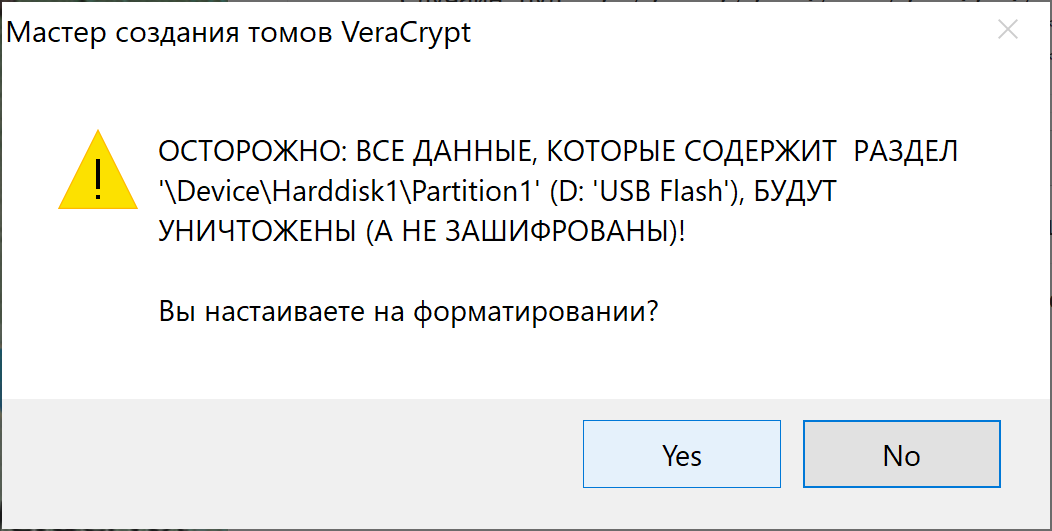 Мастер создания томов VeraCrypt
ОСТОРОЖНО: ВСЕ ДАННЫЕ, КОТОРЫЕ СОДЕРЖИТ  РАЗДЕЛ
'\Device\Harddisk1\Partition1' (D: 'USB Flash'), БУДУТ
УНИЧТОЖЕНЫ (А НЕ ЗАШИФРОВАНЫ)!
Вы настаиваете на форматировании?
Yes
No